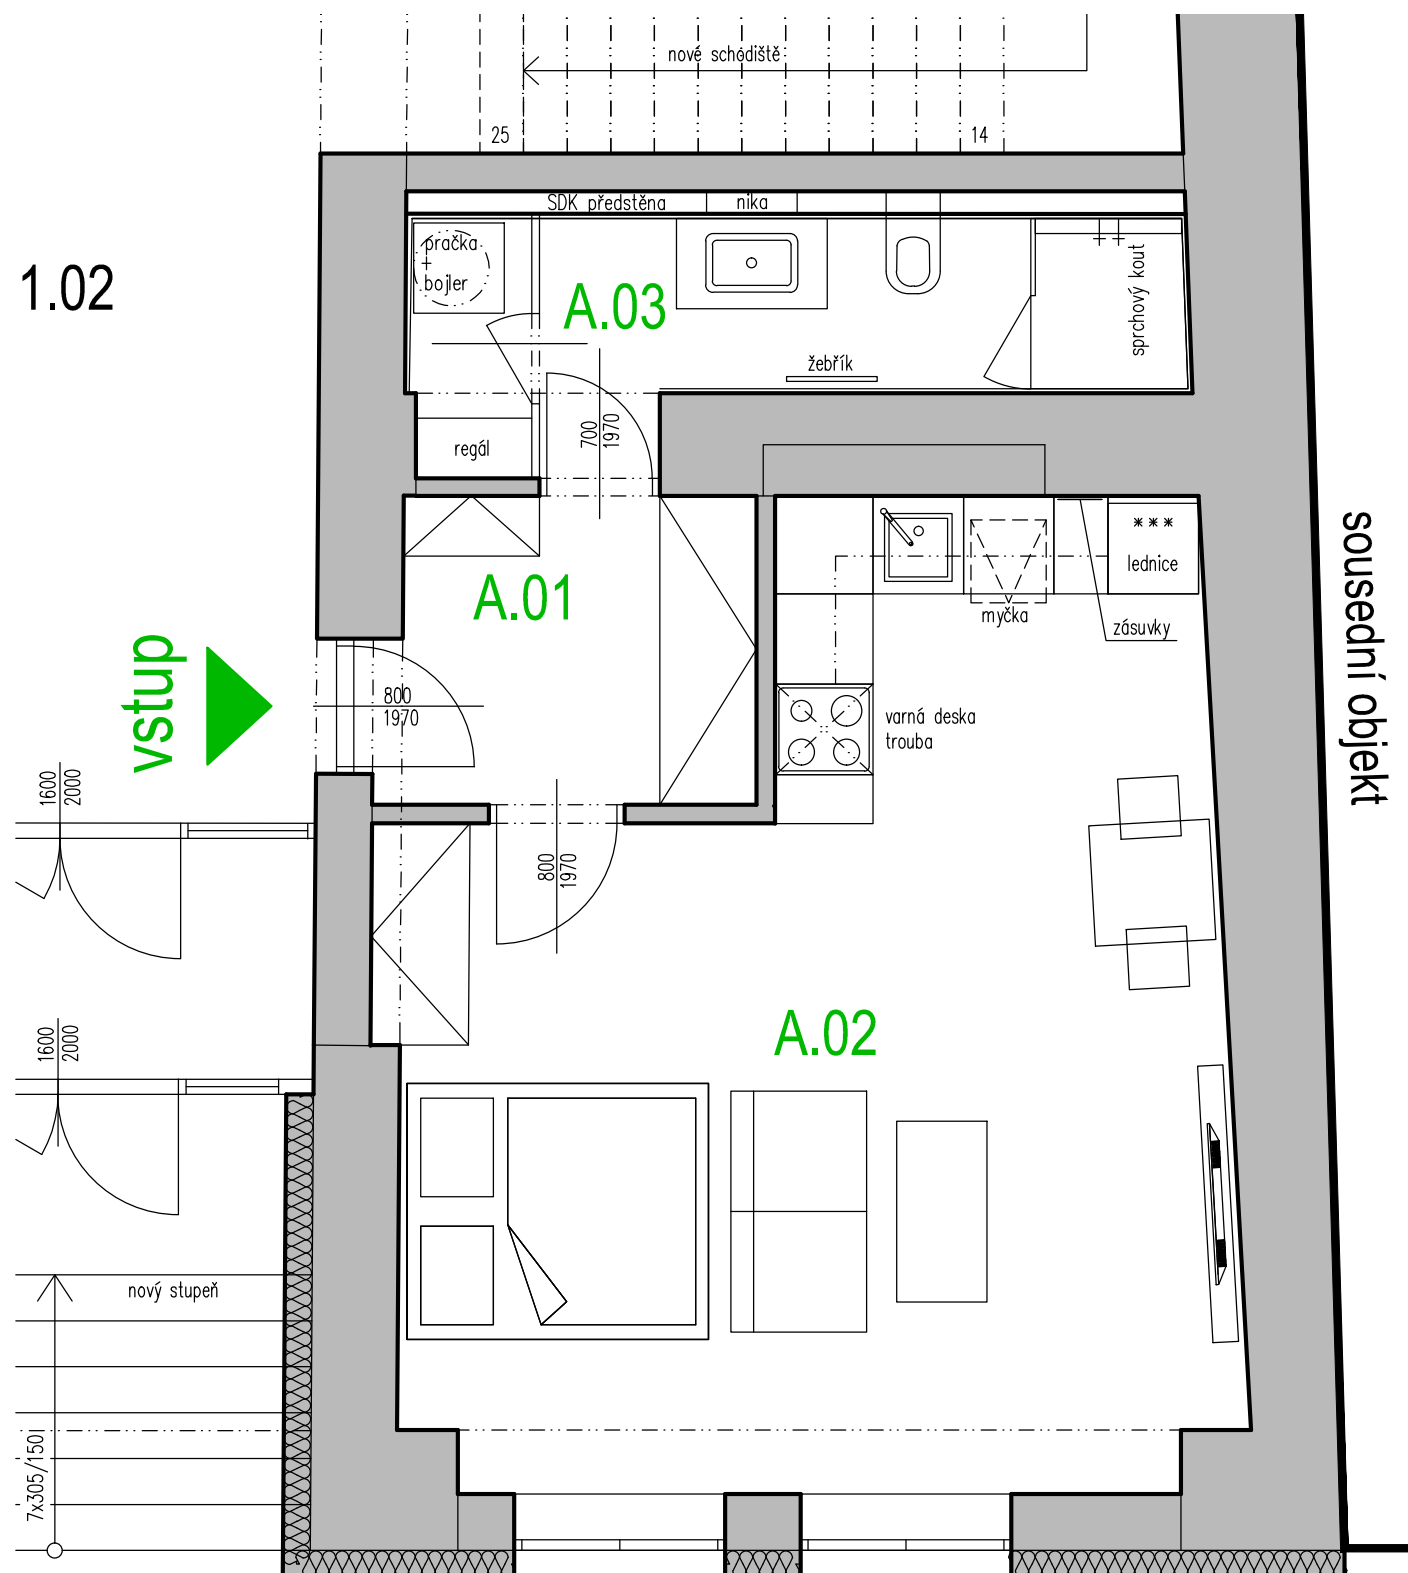 nové schodiště
25
14
SDK předstěna
nika
pračka
+
bojler
1.02
A.03
sprchový kout
žebřík
700
1970
regál
***
lednice
A.01
myčka
zásuvky
sousední objekt
vstup
800
1970
varná deska
trouba
1600
2000
800
1970
A.02
1600
2000
nový stupeň
7x305/150